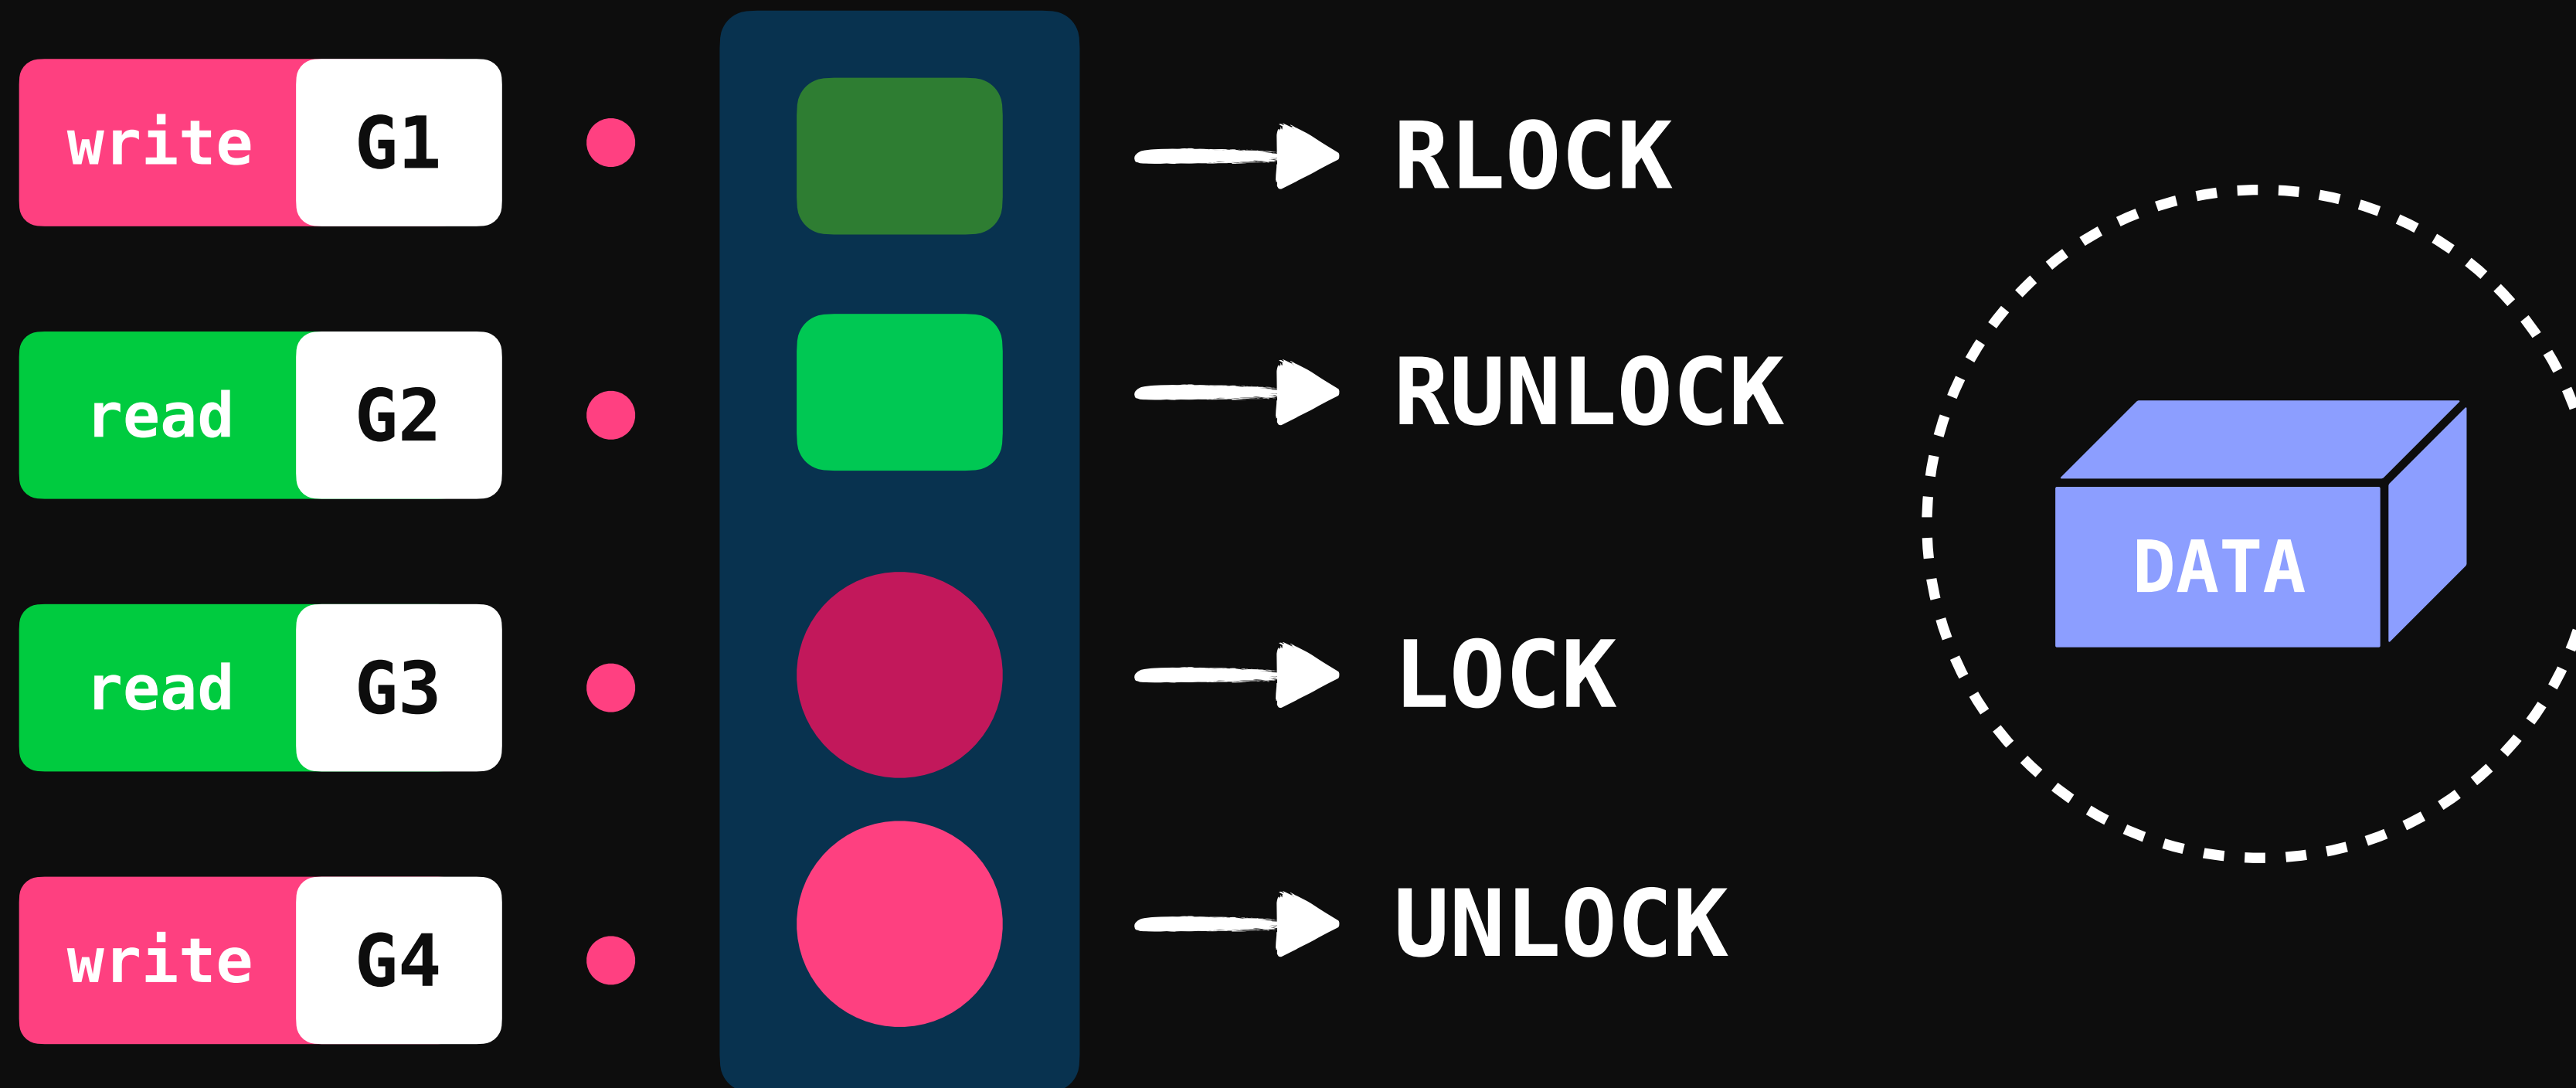 write G1
RLOCK
read G2
RUNLOCK
DATA
read G3
LOCK
write G4
UNLOCK